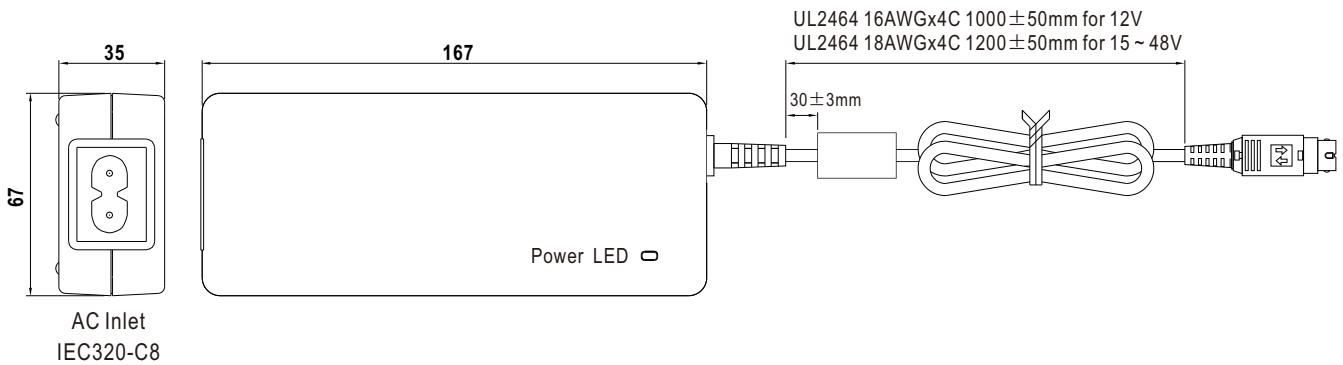 UL2464 16AWGx4C 1000±50mm for 12V
UL2464 18AWGx4C 1200±50mm for 15 ~ 48V
35
167
30±3mm
67
Power LED
AC Inlet
IEC320-C8